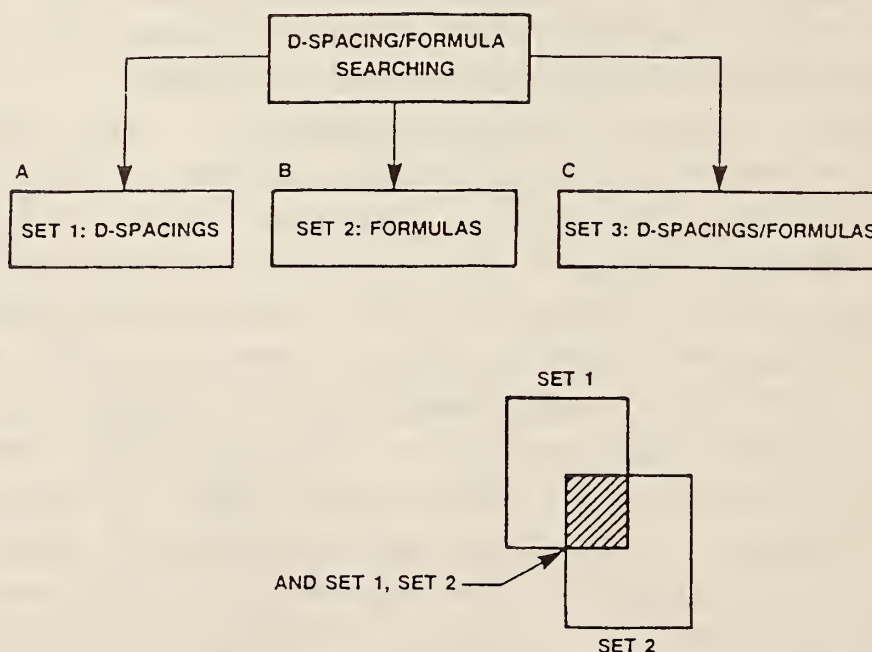 D-SPACING/FORMULA
SEARCHING
A
B
C
SET 1: D-SPACINGS
SET 2: FORMULAS
SET 3: D-SPACINGS/FORMULAS
SET 1
AND SET 1, SET 2
SET 2